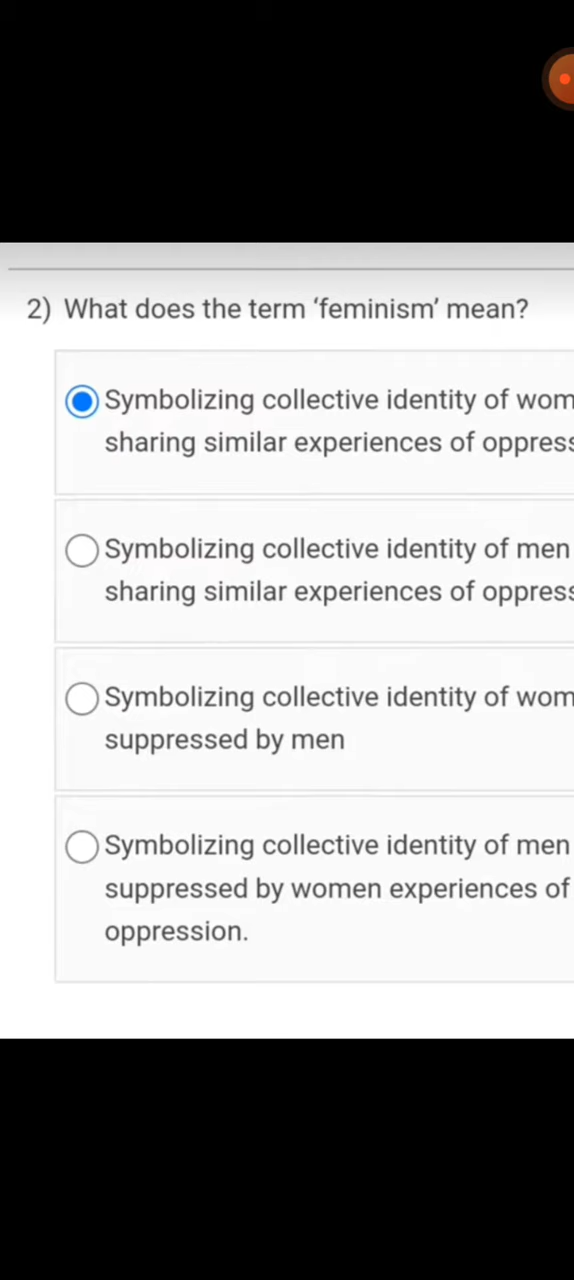 2) What does the term ‘feminism’ mean?
Symbolizing collective identity of
sharing similar experiences of
Symbolizing collective identity of men
sharing similar experiences of
Symbolizing collective identity of
suppressed by men
Symbolizing collective identity of men
suppressed by women experiences of
oppression.